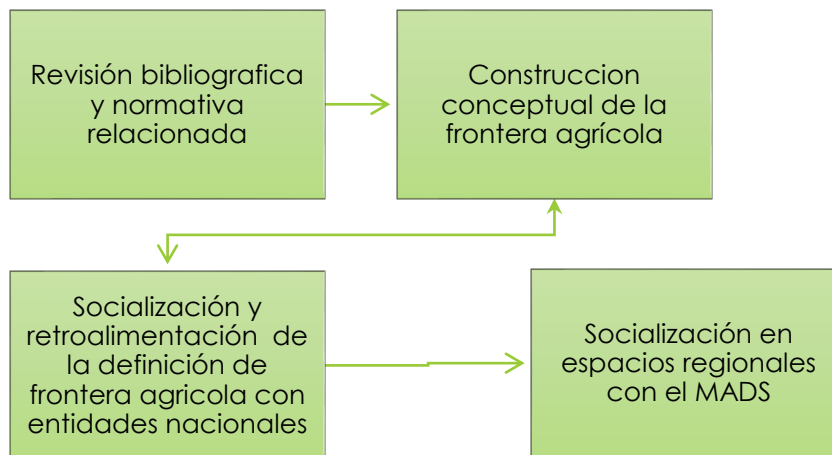 Revisión bibliografica
y normativa
relacionada
Construccion
conceptual de la
frontera agrícola
Socialización y
retroalimentación de
la definición de
frontera agricola con
entidades nacionales
Socialización en
espacios regionales
con el MADS